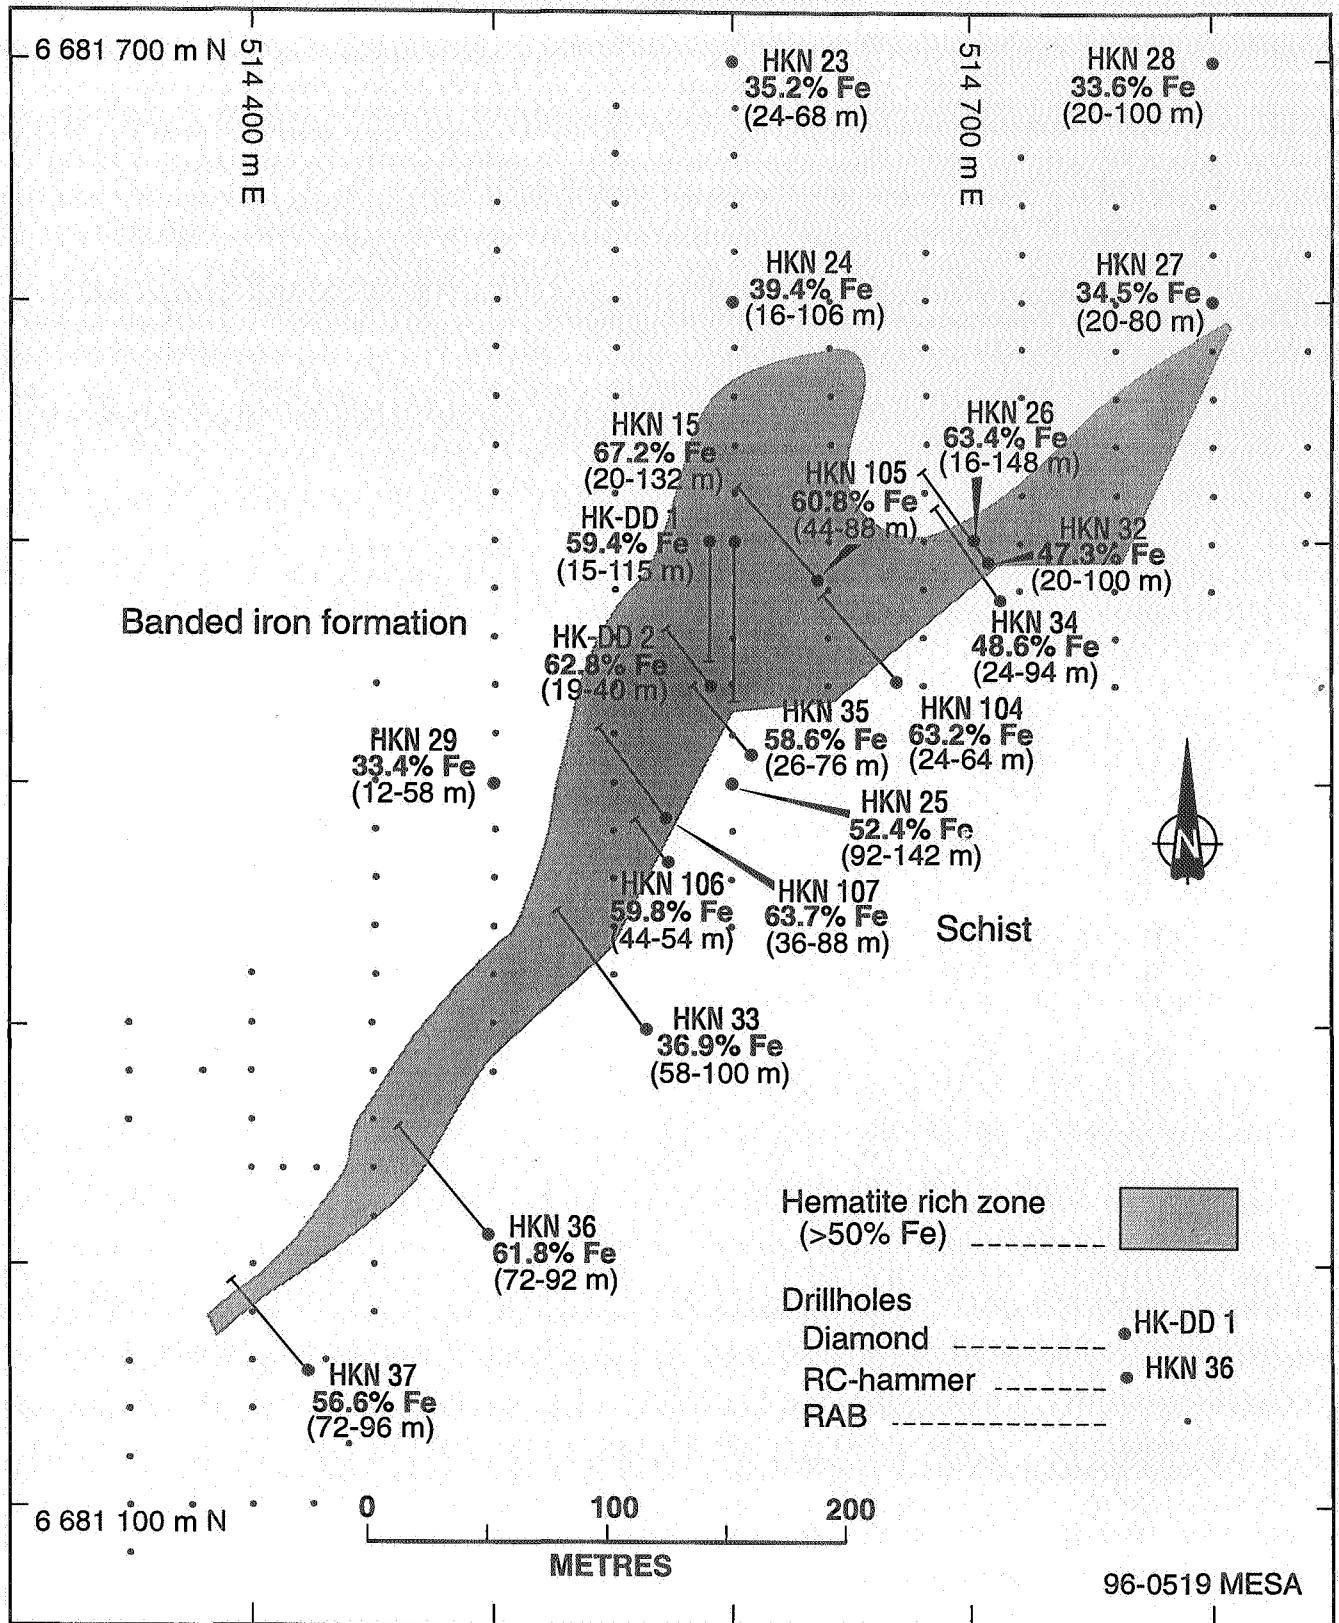 6 681 700 m N
514 400 m E
514 700 m E
HKN 23
35.2% Fe
(24-68 m)
HKN 28
33.6% Fe
(20-100 m)
HKN 24
39.4% Fe
(16-106 m)
HKN 27
34.5% Fe
(20-80 m)
HKN 15
67.2% Fe
(20-132 m)
HKN 26
63.4% Fe
(16-148 m)
HKN 105
60.8% Fe
(44-88 m)
HK-DD 1
59.4% Fe
(15-115 m)
HKN 32
47.3% Fe
(20-100 m)
Banded iron formation
HKN 34
48.6% Fe
(24-94 m)
HK-DD 2
62.8% Fe
(19-40 m)
HKN 35
58.6% Fe
(26-76 m)
HKN 104
63.2% Fe
(24-64 m)
HKN 29
33.4% Fe
(12-58 m)
HKN 25
52.4% Fe
(92-142 m)
N
HKN 106
59.8% Fe
(44-54 m)
HKN 107
63.7% Fe
(36-88 m)
Schist
HKN 33
36.9% Fe
(58-100 m)
HKN 36
61.8% Fe
(72-92 m)
HKN 37
56.6% Fe
(72-96 m)
Hematite rich zone
(>50% Fe)
Drillholes
Diamond HK-DD 1
RC-hammer HKN 36
RAB
6 681 100 m N
0 100 200
METRES
96-0519 MESA